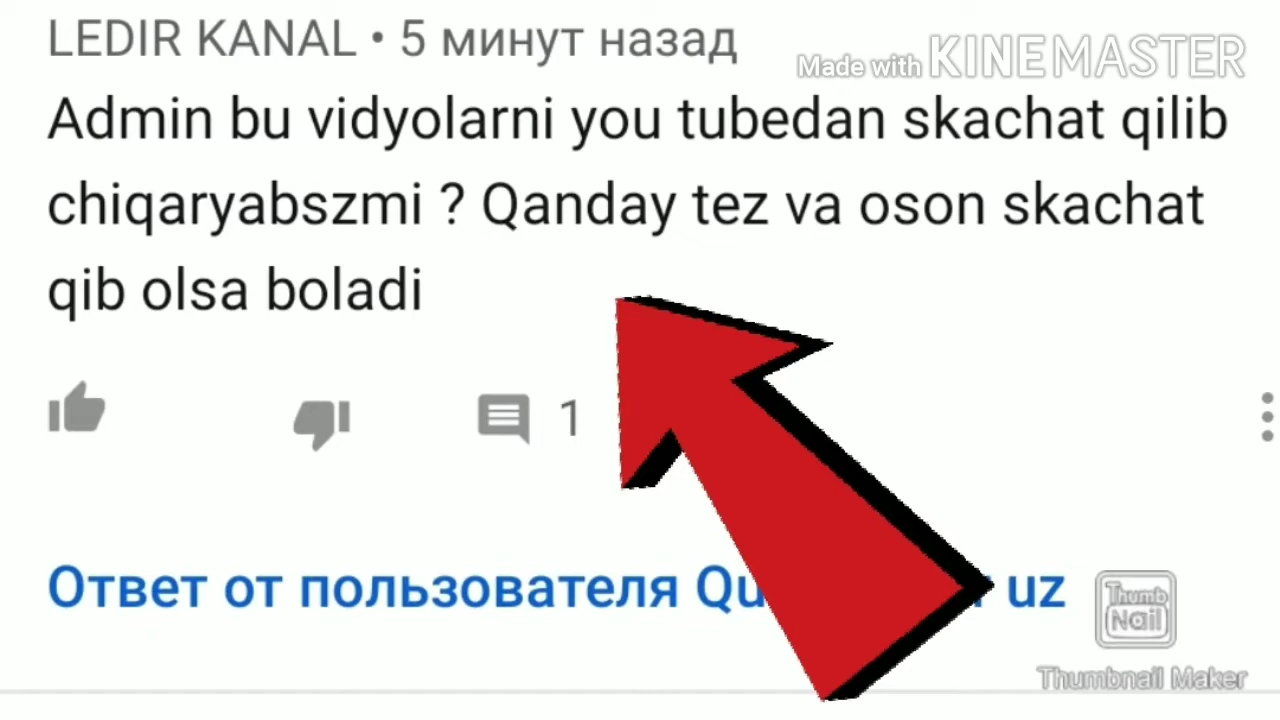 LEDIR KANAL • 5 минут назад
Made with KINEMASTER
Admin bu vidyolarni you tubedan skachat qilib
chiqaryabszmi ? Qanday tez va oson skachat
qib olsa boladi
1
Ответ от пользователя uz
Thumb
Nail
Thumbnail Maker